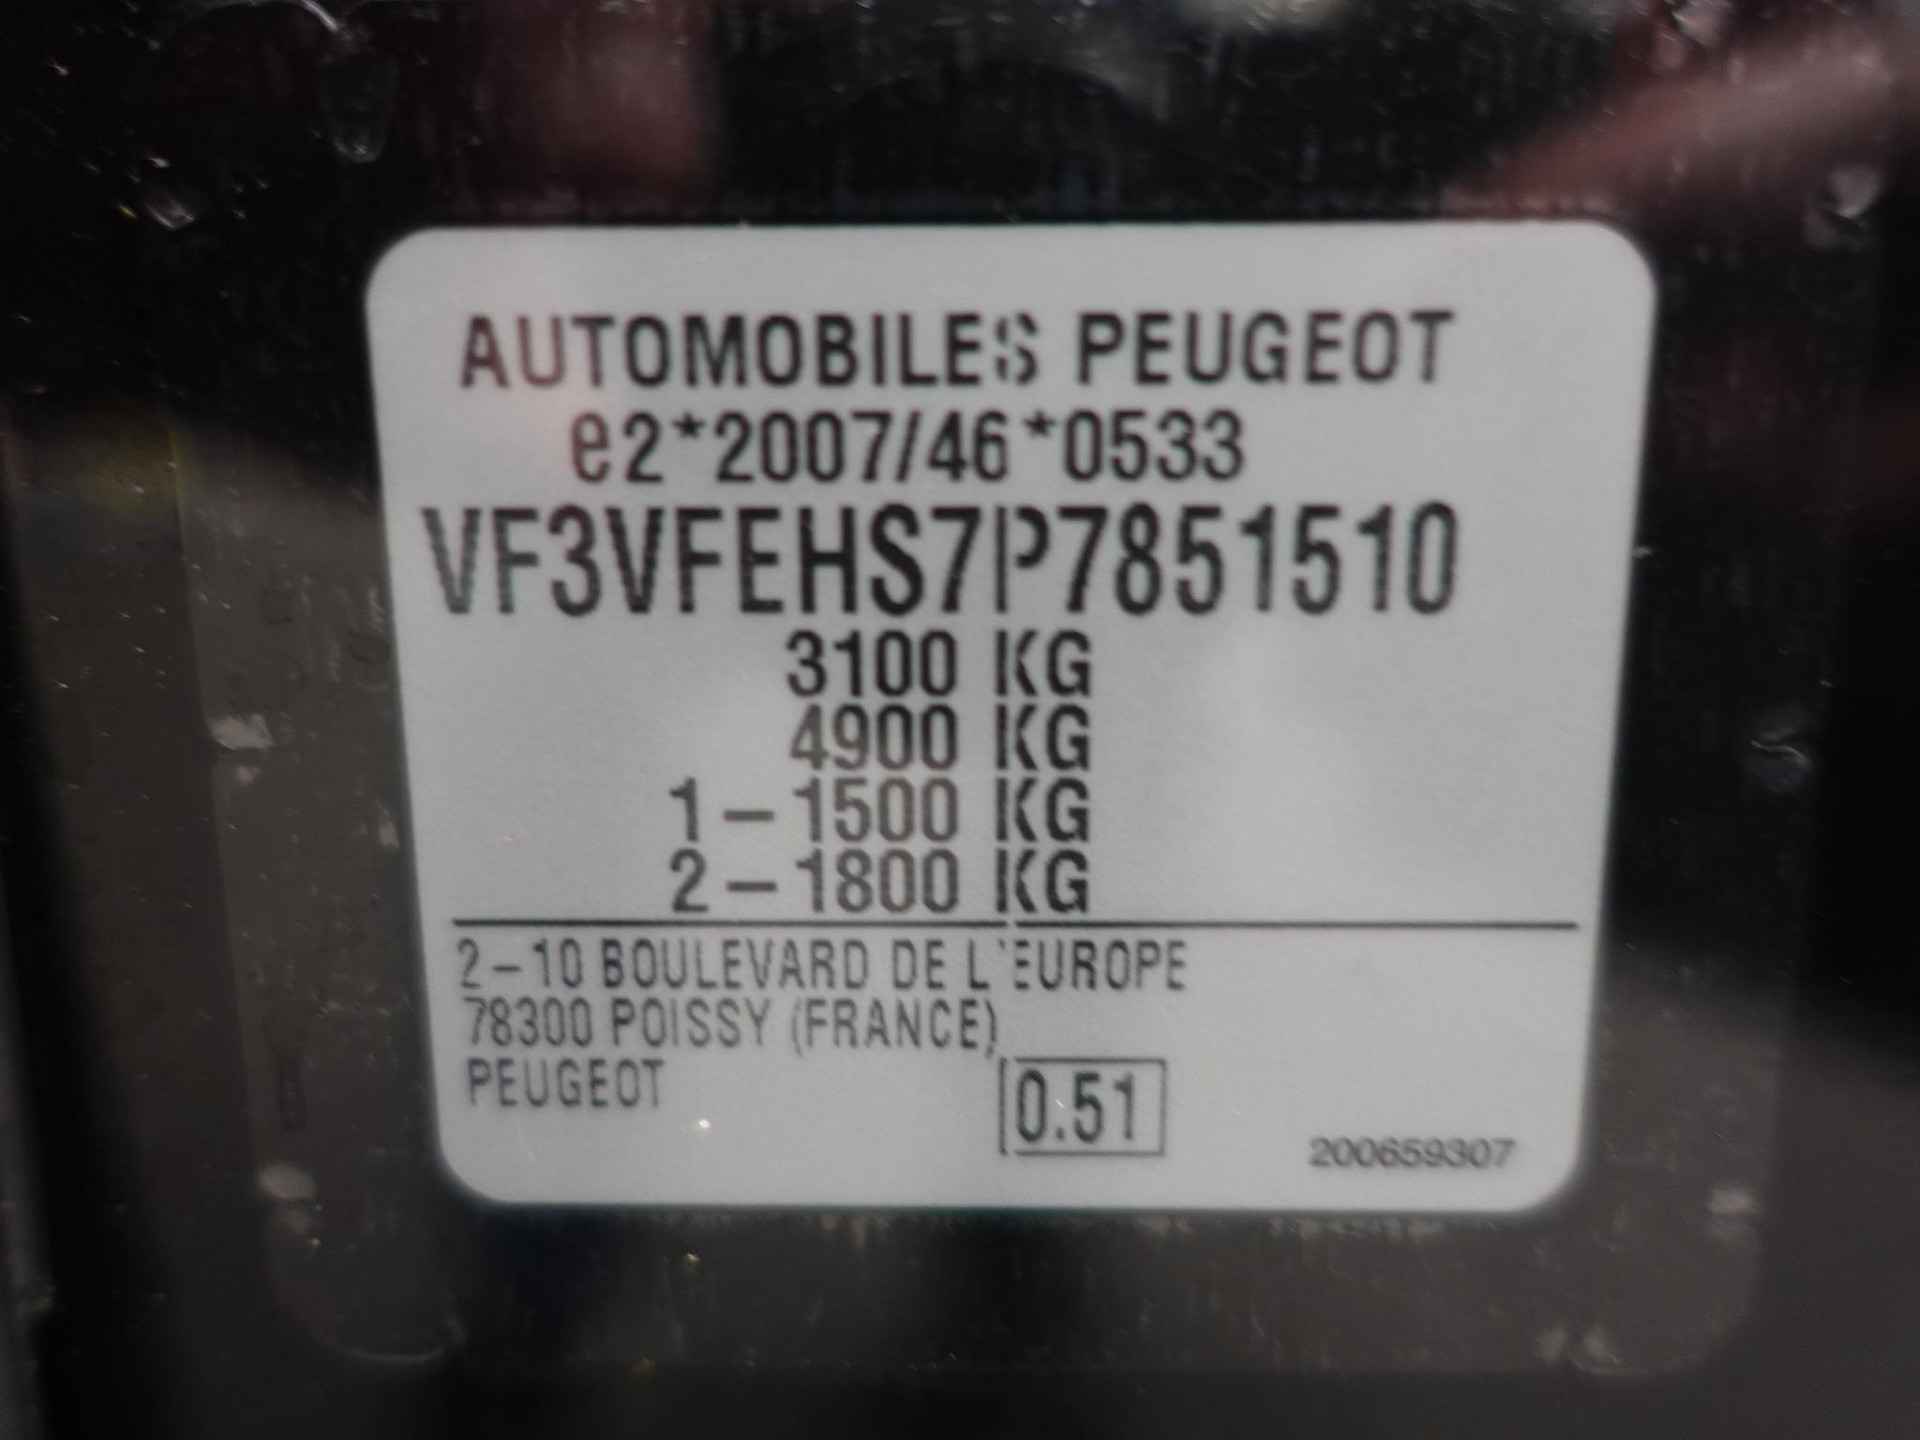 AUTOMOBILES PEUGEOT
e2*2007/46*0533
VF3VFEHS7P7851510
3100 KG
4900 KG
1-1500 KG
2-1800 KG
2-10 BOULEVARD DE L'EUROPE
78300 POISSY (FRANCE)
PEUGEOT
0.51
200659307